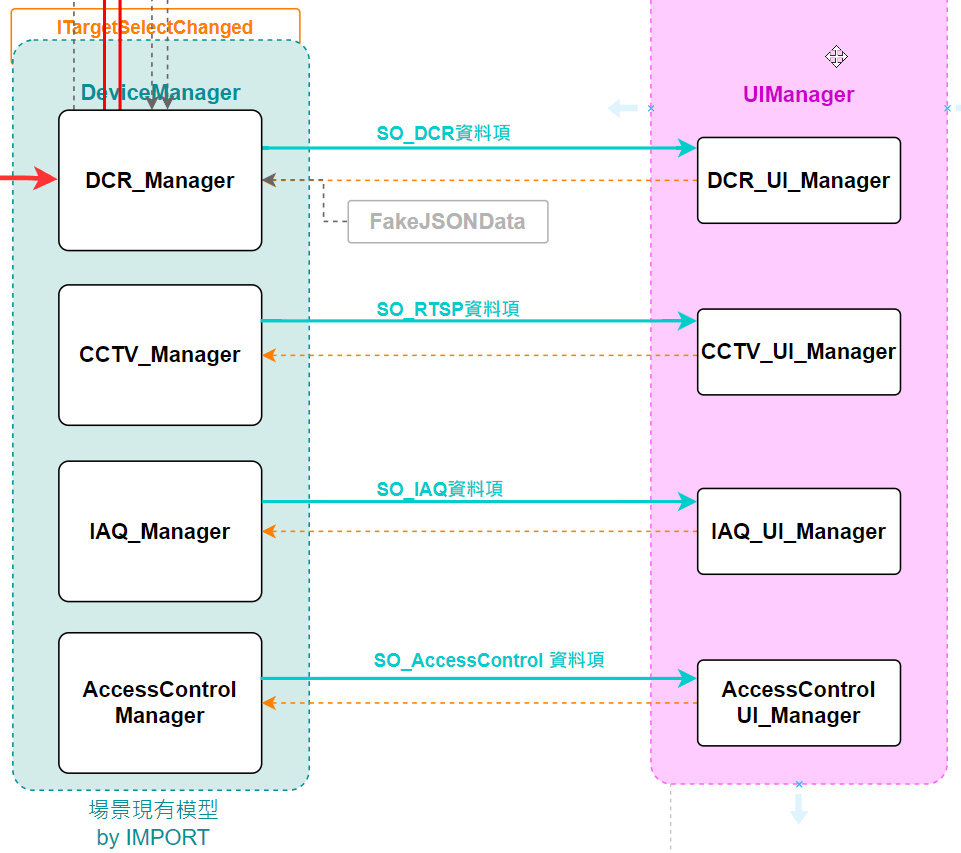 ITargetSelectChanged
DeviceManager
UIManager
SO_DCR資料項
DCR_Manager
DCR_UI_Manager
FakeJSONData
SO_RTSP資料項
CCTV_Manager
CCTV_UI_Manager
SO_IAQ資料項
IAQ_Manager
IAQ_UI_Manager
SO_AccessControl 資料項
AccessControl
Manager
AccessControl
UI_Manager
場景現有模型
by IMPORT